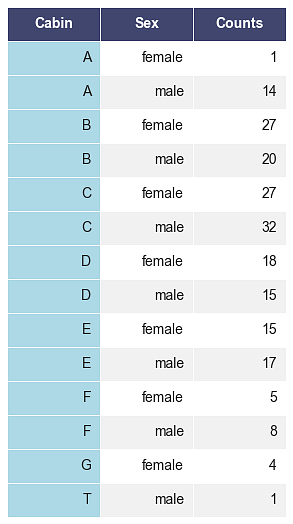 Cabin Sex Counts
A female 1
A male 14
B female 27
B male 20
C female 27
C male 32
D female 18
D male 15
E female 15
E male 17
F female 5
F male 8
G female 4
T male 1